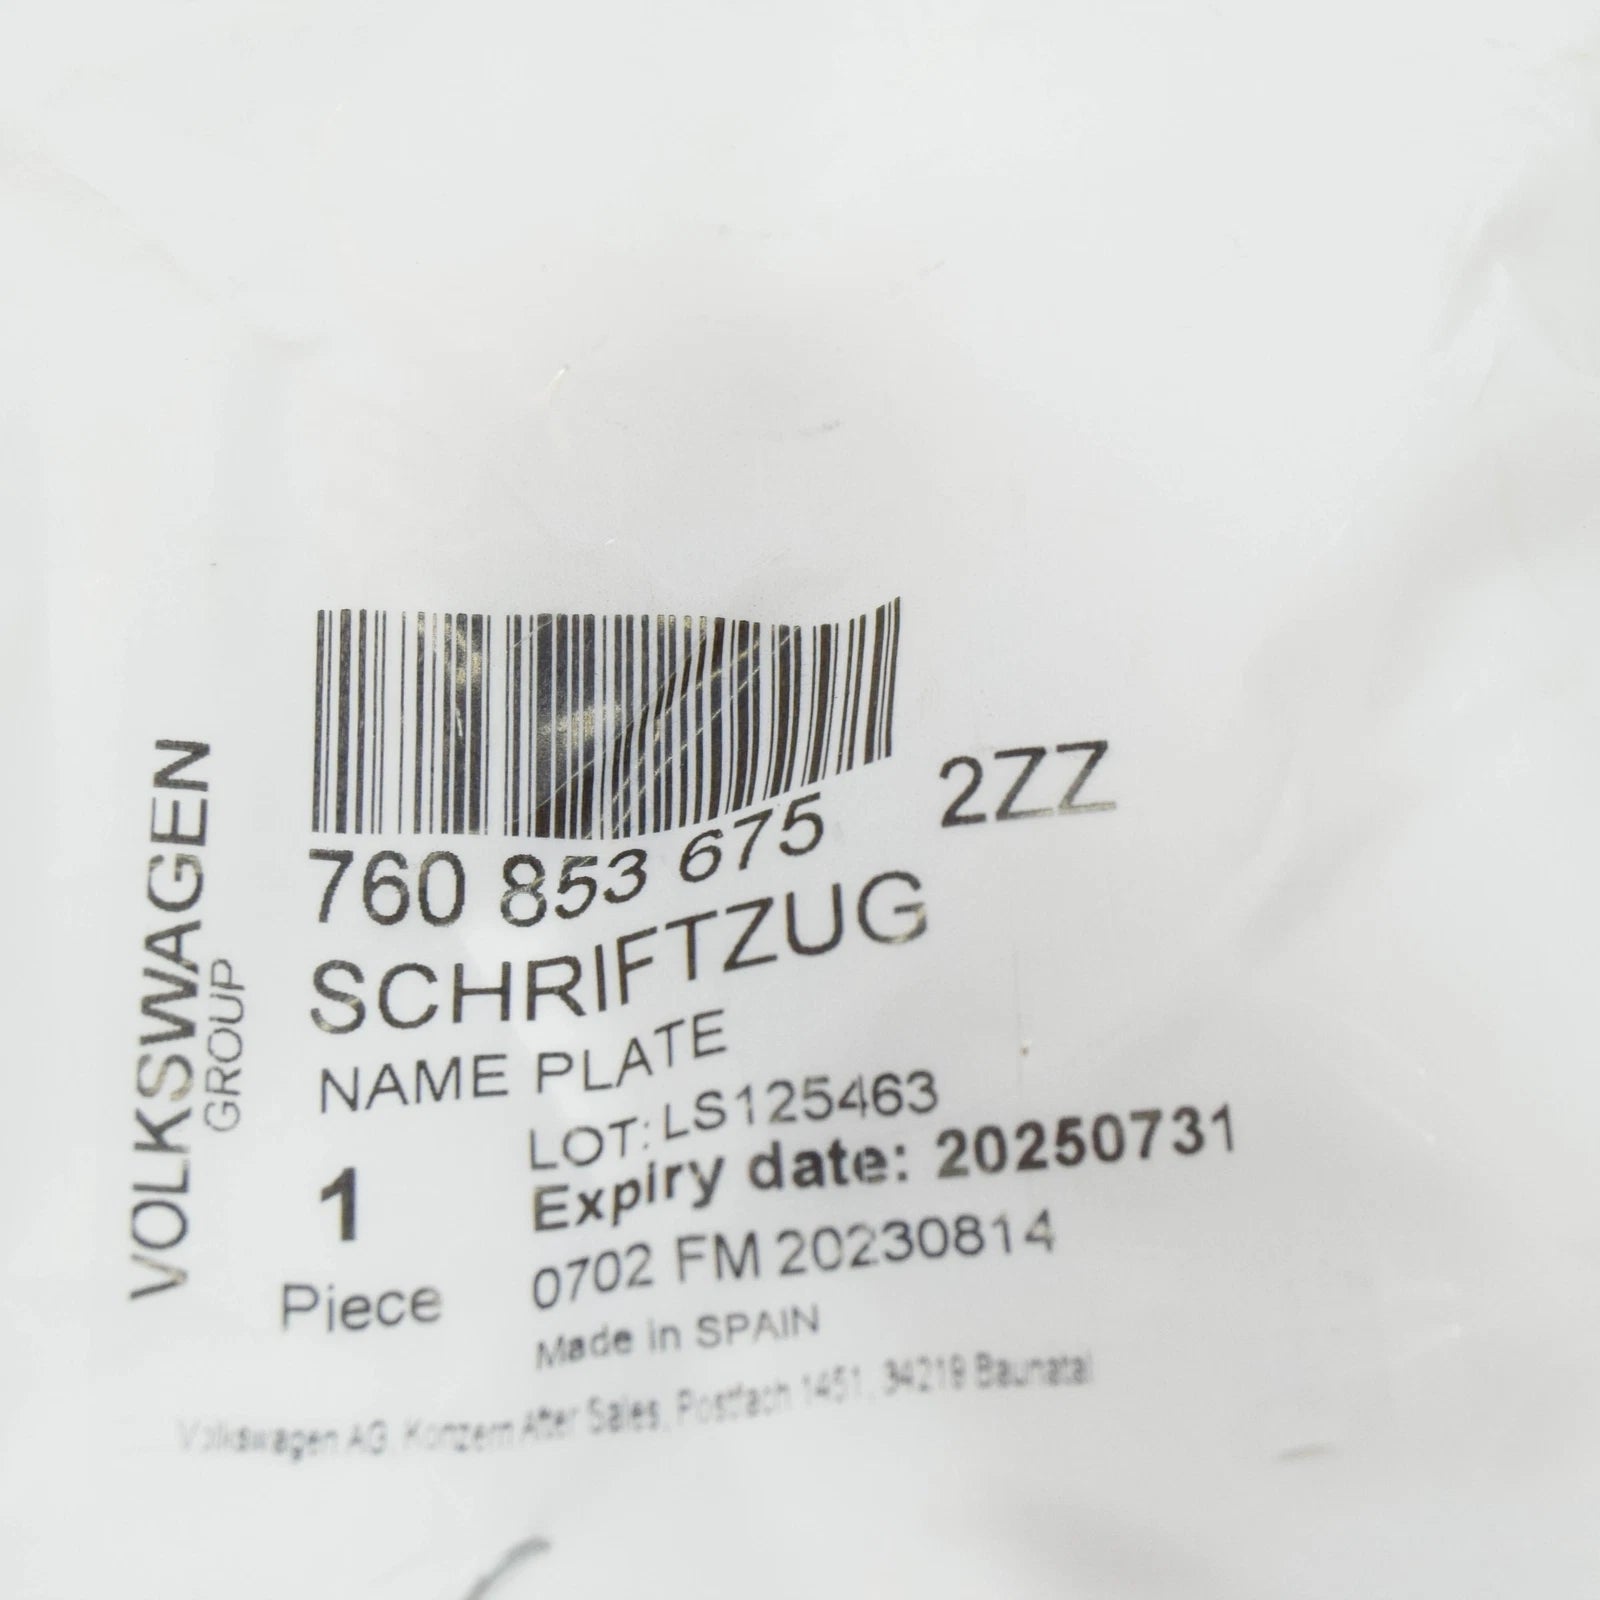 VOLKSWAGEN
GROUP
760 853 675 2ZZ
SCHRIFTZUG
NAME PLATE
LOT: LS125463
Expiry date: 20250731
1
Piece
0702 FM 20230814
Made in SPAIN
Volkswagen AG, Konzern After Sales, Postfach 1451, 34219 Baunatal